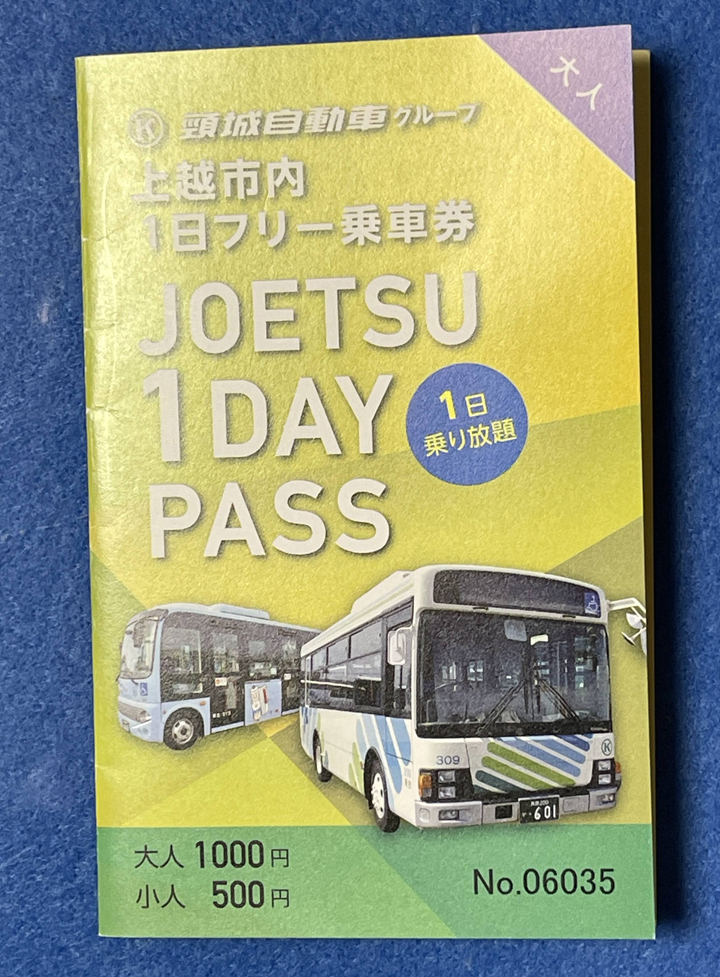 大人
K 頸城自動車グループ
上越市内
1日フリー乗車券
JOETSU
1DAY
PASS
1日
乗り放題
309
K
601
大人 1000円
小人 500円
No.06035